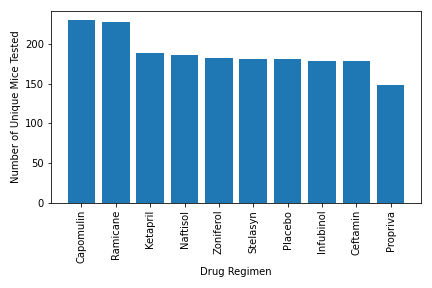 Number of Unique Mice Tested
200
150
100
50
0
Capomulin
Ramicane
Ketapril
Naftisol
Zoniferol
Stelasyn
Placebo
Infubinol
Ceftamin
Propriva
Drug Regimen